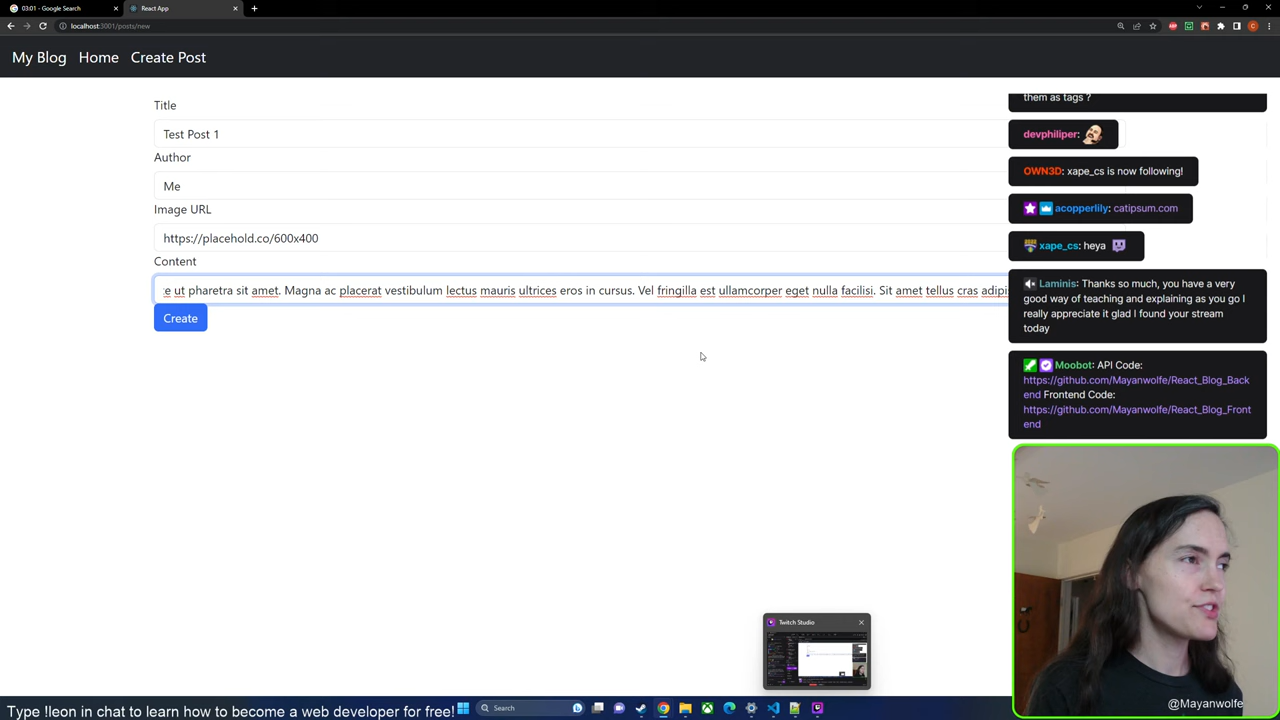 03:01 - Google Search
React App
localhost:3001/posts/new
My Blog Home Create Post
Title
Test Post 1
Author
Me
Image URL
https://placehold.co/600x400
Content
:e ut pharetra sit amet. Magna ac placerat vestibulum lectus mauris ultrices eros in cursus. Vel fringilla est ullamcorper eget nulla facilisi. Sit amet tellus cras adipi
Create
them as tags ?
devphiliper:
OWN3D: xape_cs is now following!
acopperlily: catipsum.com
xape_cs: heya
Laminis: Thanks so much, you have a very
good way of teaching and explaining as you go I
really appreciate it glad I found your stream
today
Moobot: API Code:
https://github.com/Mayanwolfe/React_Blog_Back
end Frontend Code:
https://github.com/Mayanwolfe/React_Blog_Front
end
Twitch Studio
Type !leon in chat to learn how to become a web developer for free!
Search
@Mayanwolfe